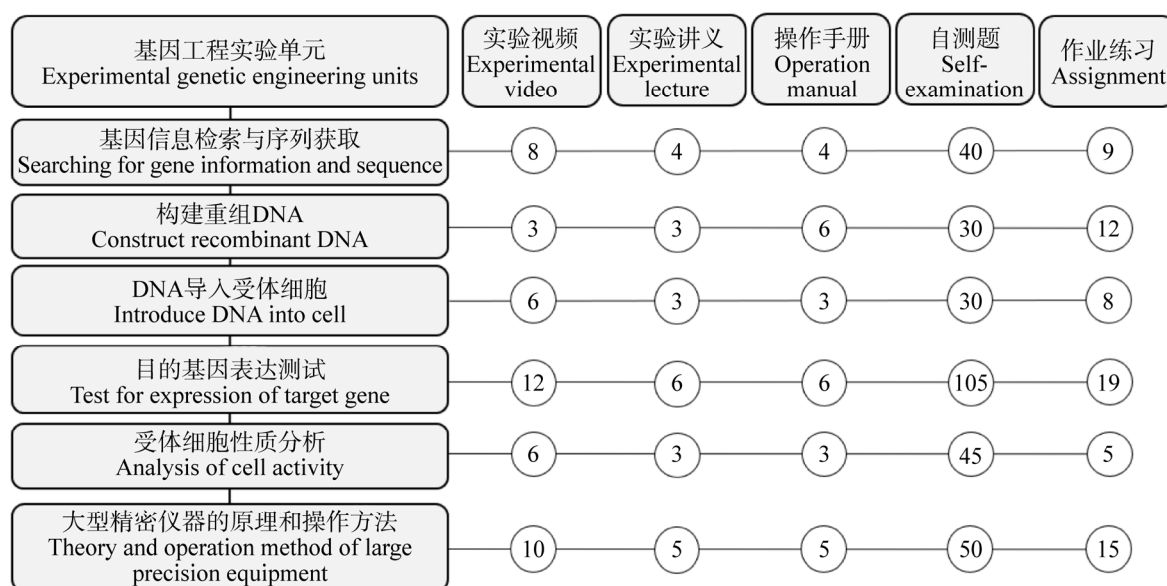 基因工程实验单元
Experimental genetic engineering units
实验视频
Experimental
video
实验讲义
Experimental
lecture
操作手册
Operation
manual
自测题
Self-
examination
作业练习
Assignment
基因信息检索与序列获取
Searching for gene information and sequence
8 4 4 40 9
构建重组DNA
Construct recombinant DNA
3 3 6 30 12
DNA导入受体细胞
Introduce DNA into cell
6 3 3 30 8
目的基因表达测试
Test for expression of target gene
12 6 6 105 19
受体细胞性质分析
Analysis of cell activity
6 3 3 45 5
大型精密仪器的原理和操作方法
Theory and operation method of large
precision equipment
10 5 5 50 15